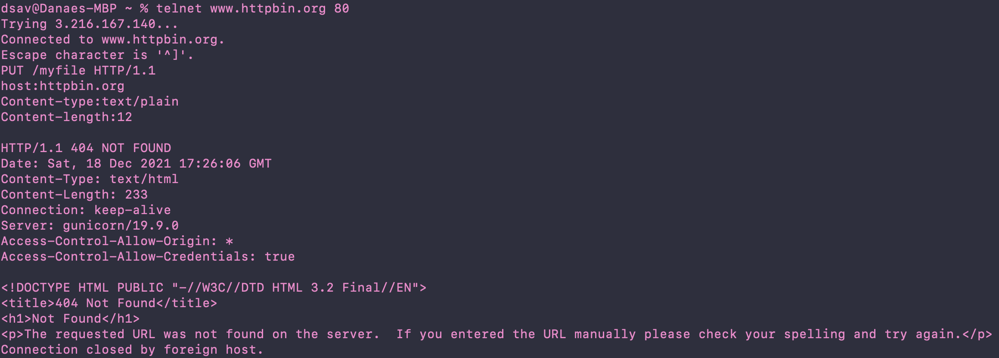 dsav@Danaes-MBP ~ % telnet www.httpbin.org 80
Trying 3.216.167.140...
Connected to www.httpbin.org.
Escape character is '^]'.
PUT /myfile HTTP/1.1
host:httpbin.org
Content-type:text/plain
Content-length:12

HTTP/1.1 404 NOT FOUND
Date: Sat, 18 Dec 2021 17:26:06 GMT
Content-Type: text/html
Content-Length: 233
Connection: keep-alive
Server: gunicorn/19.9.0
Access-Control-Allow-Origin: *
Access-Control-Allow-Credentials: true

<!DOCTYPE HTML PUBLIC "-//W3C//DTD HTML 3.2 Final//EN">
<title>404 Not Found</title>
<h1>Not Found</h1>
<p>The requested URL was not found on the server.  If you entered the URL manually please check your spelling and try again.</p>
Connection closed by foreign host.